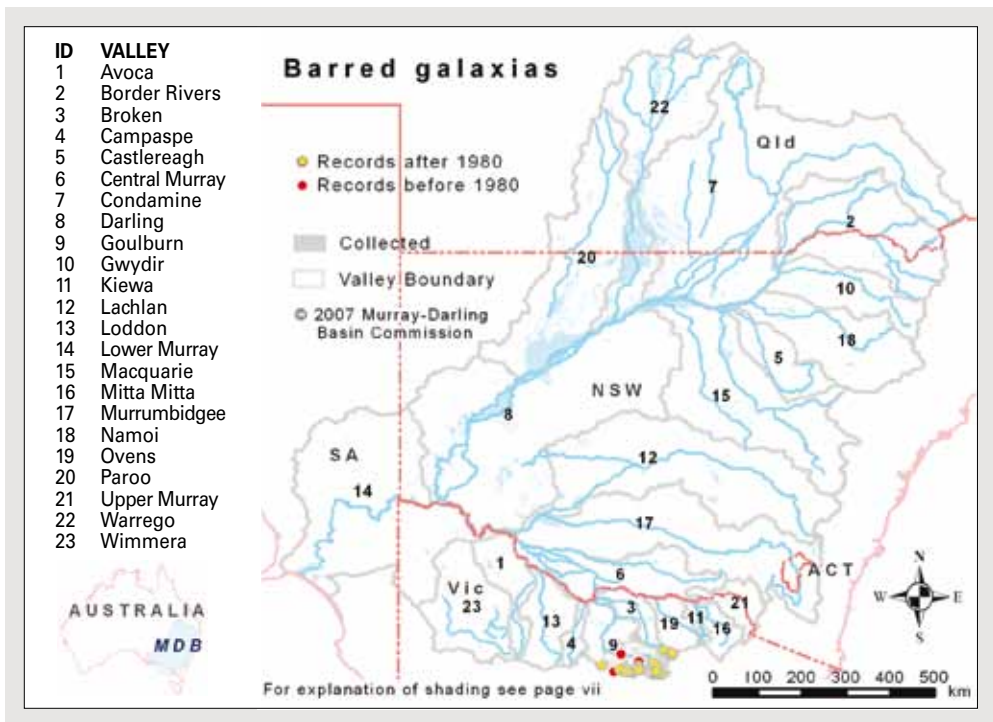 ID VALLEY
1 Avoca
2 Border Rivers
3 Broken
4 Campaspe
5 Castlereagh
6 Central Murray
7 Condamine
8 Darling
9 Goulburn
10 Gwydir
11 Kiewa
12 Lachlan
13 Loddon
14 Lower Murray
15 Macquarie
16 Mitta Mitta
17 Murrumbidgee
18 Namoi
19 Ovens
20 Paroo
21 Upper Murray
22 Warrego
23 Wimmera
AUSTRALIA
MDB
Barred galaxias
Records after 1980
Records before 1980
Collected
Valley Boundary
© 2007 Murray-Darling
Basin Commission
22
Qld
7
2
20
10
18
5
NSW
15
8
SA
12
14
17
ACT
1
6
Vic
23
3
21
13
19
11
16
4
9
N
W E
S
For explanation of shading see page vii
0 100 200 300 400 500
km